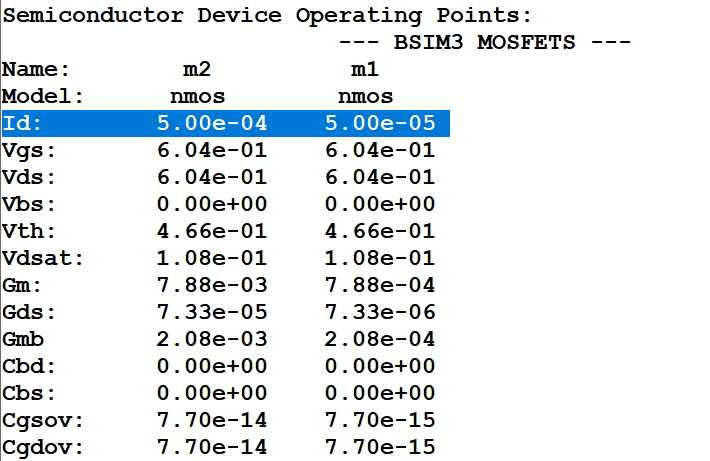 Semiconductor Device Operating Points:
--- BSIM3 MOSFETS ---
Name: m2 m1
Model: nmos nmos
Id: 5.00e-04 5.00e-05
Vgs: 6.04e-01 6.04e-01
Vds: 6.04e-01 6.04e-01
Vbs: 0.00e+00 0.00e+00
Vth: 4.66e-01 4.66e-01
Vdsat: 1.08e-01 1.08e-01
Gm: 7.88e-03 7.88e-04
Gds: 7.33e-05 7.33e-06
Gmb 2.08e-03 2.08e-04
Cbd: 0.00e+00 0.00e+00
Cbs: 0.00e+00 0.00e+00
Cgsov: 7.70e-14 7.70e-15
Cgdov: 7.70e-14 7.70e-15